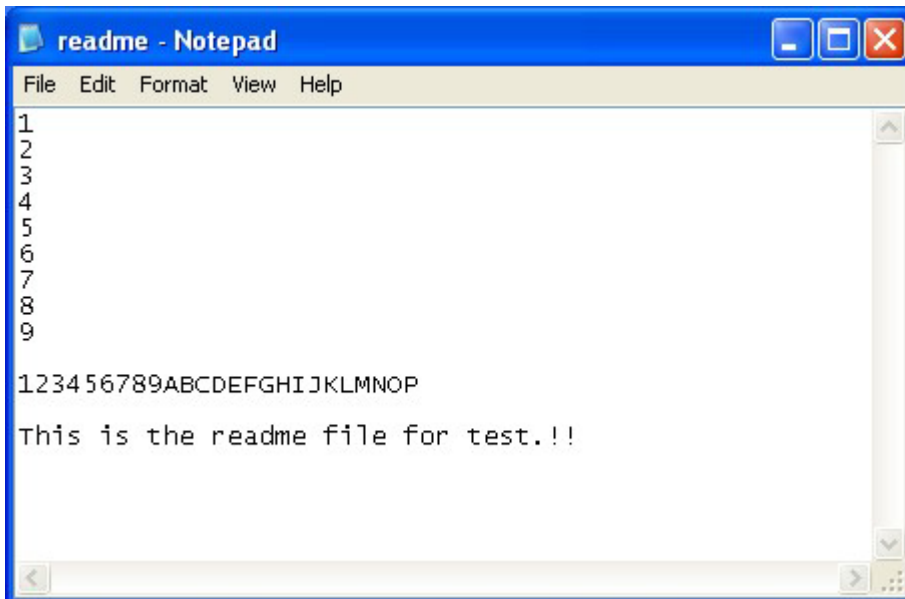 readme - Notepad
File Edit Format View Help
1
2
3
4
5
6
7
8
9
123456789ABCDEFGHIJKLMNOP
This is the readme file for test.!!